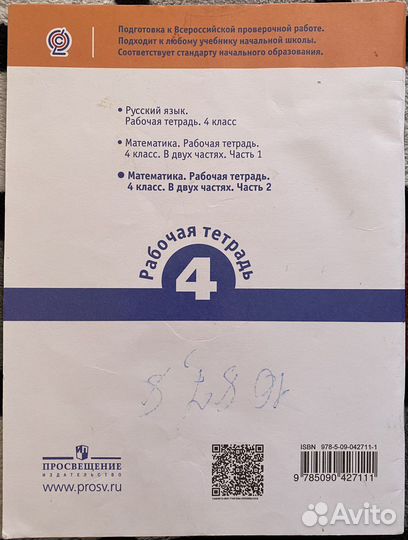 Подготовка к Всероссийской проверочной работе.
Подходит к любому учебнику начальной школы.
Соответствует стандарту начального образования.
• Русский язык.
Рабочая тетрадь. 4 класс
• Математика. Рабочая тетрадь.
4 класс. В двух частях. Часть 1
• Математика. Рабочая тетрадь.
4 класс. В двух частях. Часть 2
Рабочая тетрадь
4
ПРОСВЕЩЕНИЕ
ИЗДАТЕЛЬСТВО
www.prosv.ru
ISBN 978-5-09-042711-1
9 785090 427111
Avito